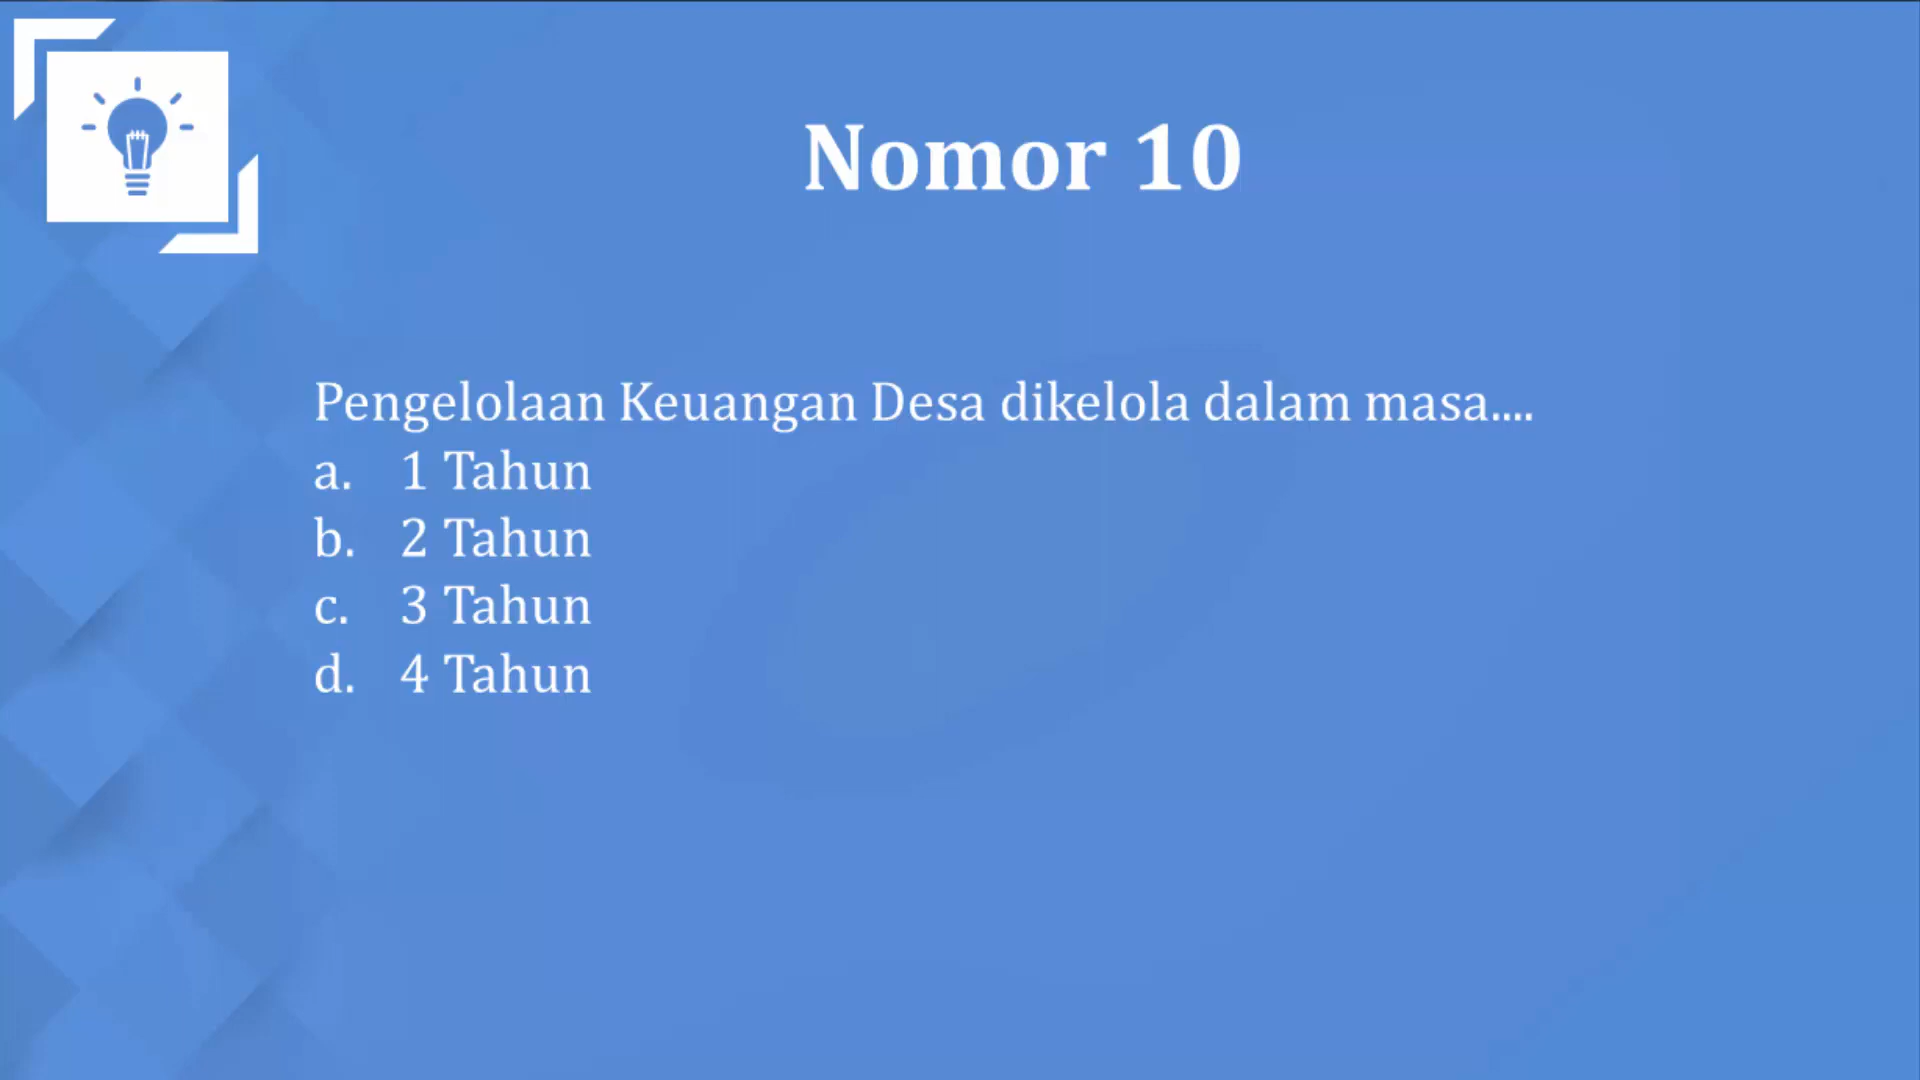 Nomor 10
Pengelolaan Keuangan Desa dikelola dalam masa....
a. 1 Tahun
b. 2 Tahun
c. 3 Tahun
d. 4 Tahun